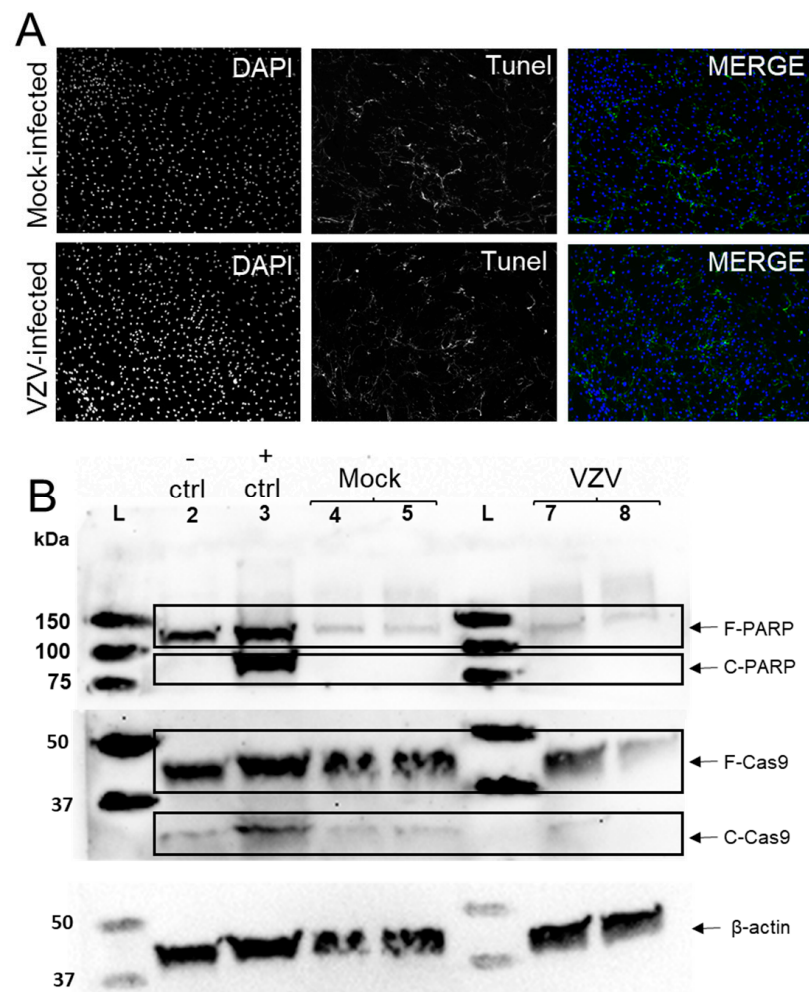 A
Mock-infected
DAPI
Tunel
MERGE
VZV-infected
DAPI
Tunel
MERGE
B
- ctrl
+ ctrl
Mock
VZV
L 2 3 4 5 L 7 8
kDa
150
100
75
F-PARP
C-PARP
50
37
F-Cas9
C-Cas9
50
37
β-actin